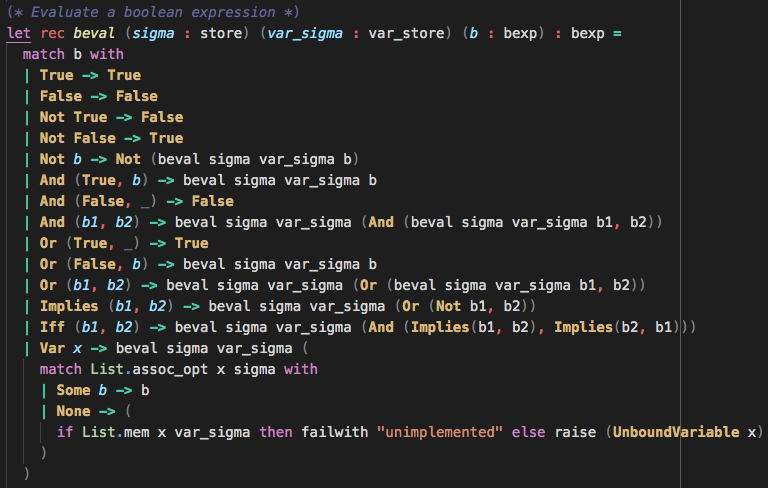 (* Evaluate a boolean expression *)
let rec beval (sigma : store) (var_sigma : var_store) (b : bexp) : bexp =
  match b with
  | True -> True
  | False -> False
  | Not True -> False
  | Not False -> True
  | Not b -> Not (beval sigma var_sigma b)
  | And (True, b) -> beval sigma var_sigma b
  | And (False, _) -> False
  | And (b1, b2) -> beval sigma var_sigma (And (beval sigma var_sigma b1, b2))
  | Or (True, _) -> True
  | Or (False, b) -> beval sigma var_sigma b
  | Or (b1, b2) -> beval sigma var_sigma (Or (beval sigma var_sigma b1, b2))
  | Implies (b1, b2) -> beval sigma var_sigma (Or (Not b1, b2))
  | Iff (b1, b2) -> beval sigma var_sigma (And (Implies(b1, b2), Implies(b2, b1)))
  | Var x -> beval sigma var_sigma (
    match List.assoc_opt x sigma with
    | Some b -> b
    | None -> (
      if List.mem x var_sigma then failwith "unimplemented" else raise (UnboundVariable x)
    )
  )